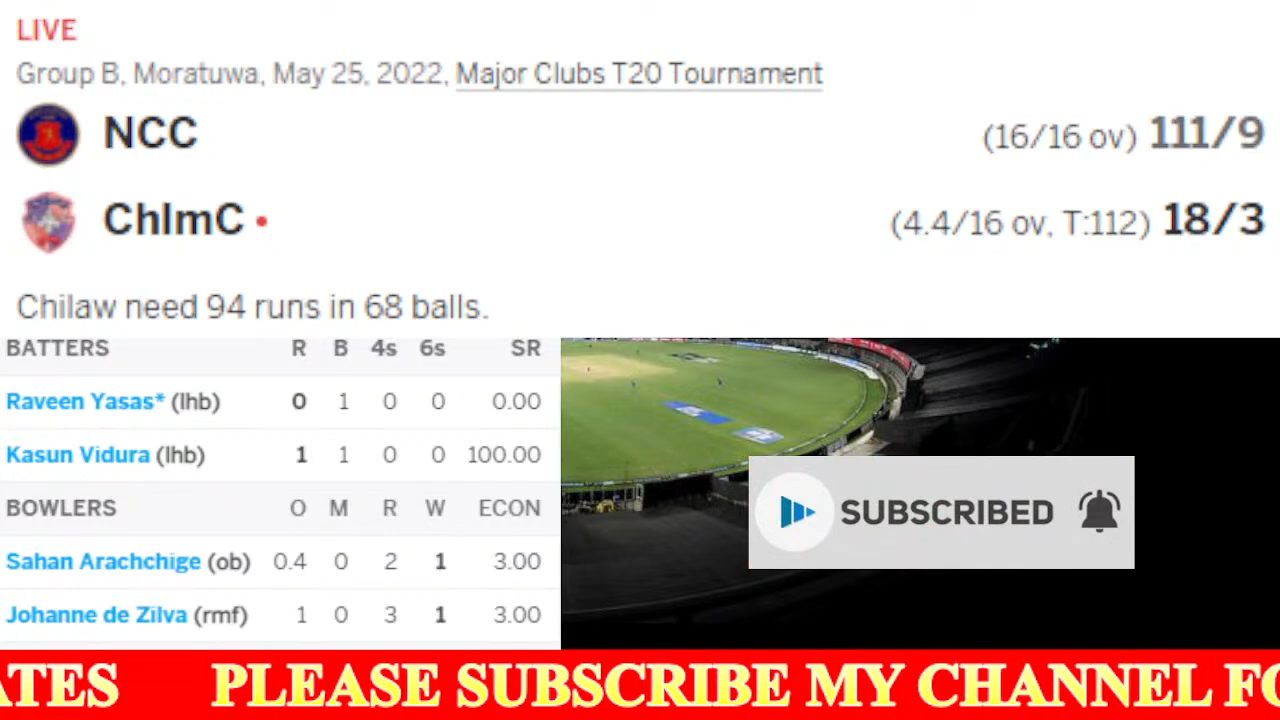 LIVE
Group B, Moratuwa, May 25, 2022, Major Clubs T20 Tournament
NCC (16/16 ov) 111/9
ChlmC (4.4/16 ov, T:112) 18/3
Chilaw need 94 runs in 68 balls.
BATTERS R B 4s 6s SR
Raveen Yasas* (lhb) 0 1 0 0 0.00
Kasun Vidura (lhb) 1 1 0 0 100.00
BOWLERS O M R W ECON
Sahan Arachchige (ob) 0.4 0 2 1 3.00
Johanne de Zilva (rmf) 1 0 3 1 3.00
SUBSCRIBED
ATES PLEASE SUBSCRIBE MY CHANNEL FO